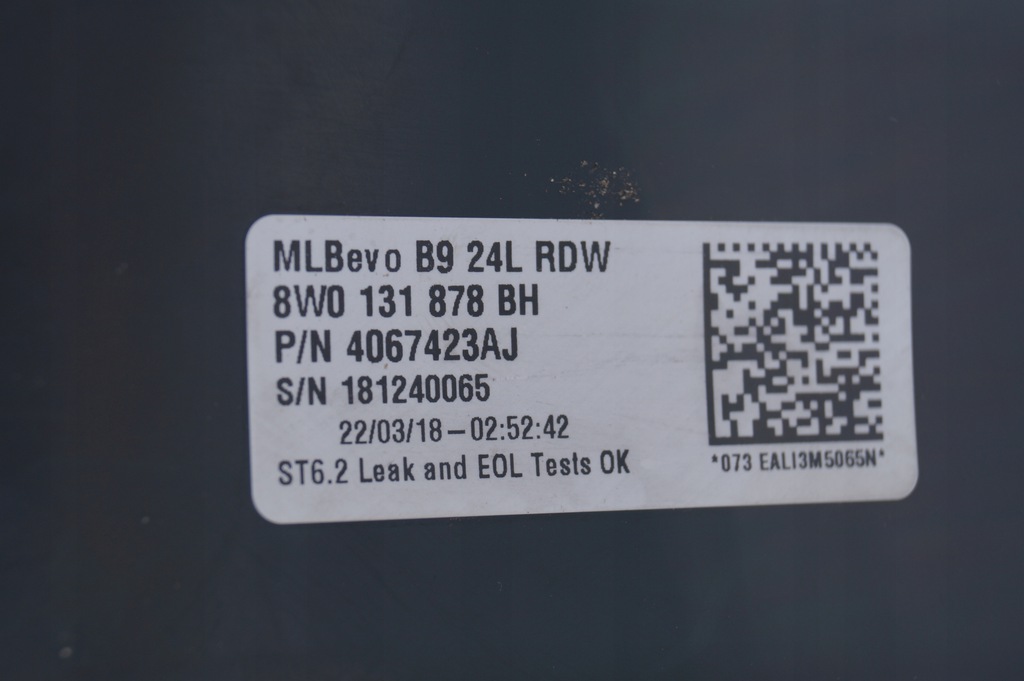 MLBevo B9 24L RDW
8W0 131 878 BH
P/N 4067423AJ
S/N 181240065
22/03/18-02:52:42
ST6.2 Leak and EOL Tests OK
*073 EALI3M5065N*